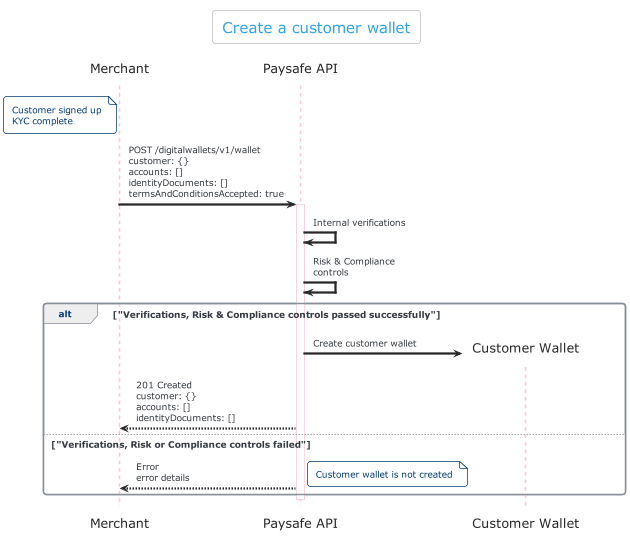 Create a customer wallet
Merchant
Paysafe API
Customer signed up
KYC complete
POST /digitalwallets/v1/wallet
customer: {}
accounts: []
identityDocuments: []
termsAndConditionsAccepted: true
Internal verifications
Risk & Compliance
controls
alt
["Verifications, Risk & Compliance controls passed successfully"]
Create customer wallet
Customer Wallet
201 Created
customer: {}
accounts: []
identityDocuments: []
["Verifications, Risk or Compliance controls failed"]
Error
error details
Customer wallet is not created
Merchant
Paysafe API
Customer Wallet